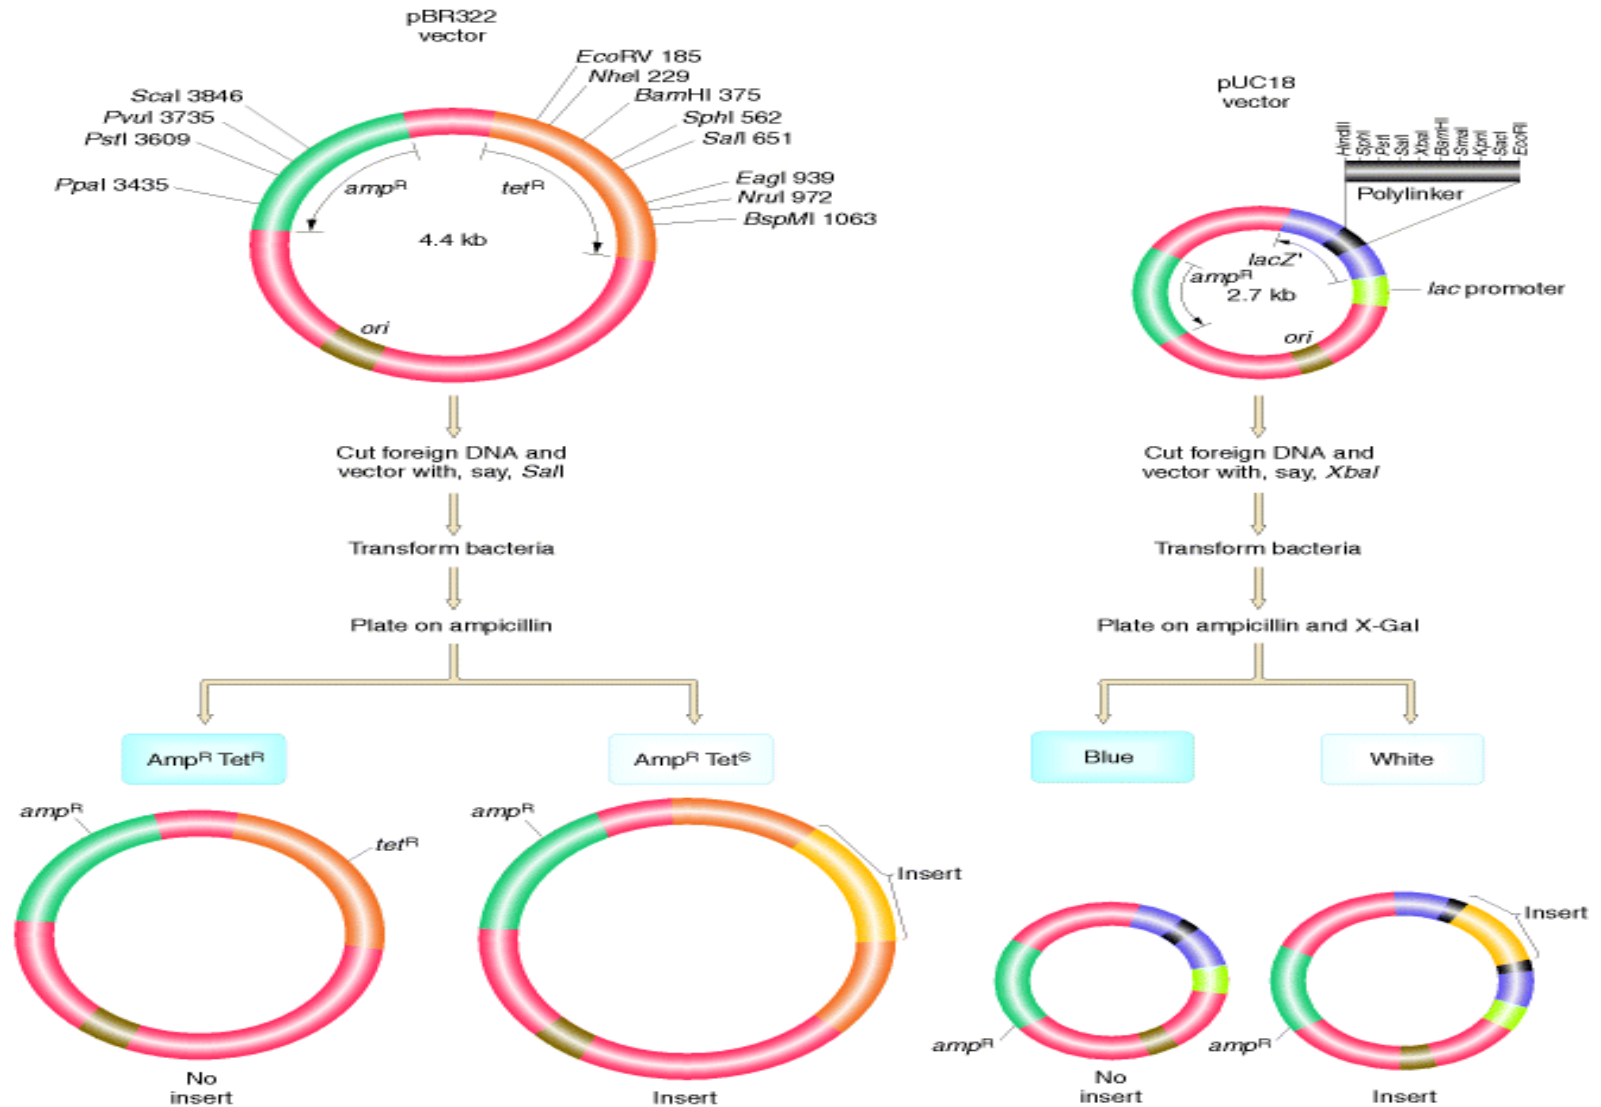 pBR322
vector
EcoRV 185
NheI 229
BamHI 375
SphI 562
SalI 651
EagI 939
NruI 972
BspMI 1063
ScaI 3846
PvuI 3735
PstI 3609
PpaI 3435
ampR
tetR
4.4 kb
ori
Cut foreign DNA and
vector with, say, SalI
Transform bacteria
Plate on ampicillin
AmpR TetR
AmpR TetS
ampR
tetR
No
insert
ampR
Insert
Insert
pUC18
vector
HindIII
SphI
PstI
SalI
XbaI
BamHI
SmaI
KpnI
SacI
EcoRI
Polylinker
lacZ'
ampR
2.7 kb
lac promoter
ori
Cut foreign DNA and
vector with, say, XbaI
Transform bacteria
Plate on ampicillin and X-Gal
Blue
White
ampR
No
insert
Insert
ampR
Insert